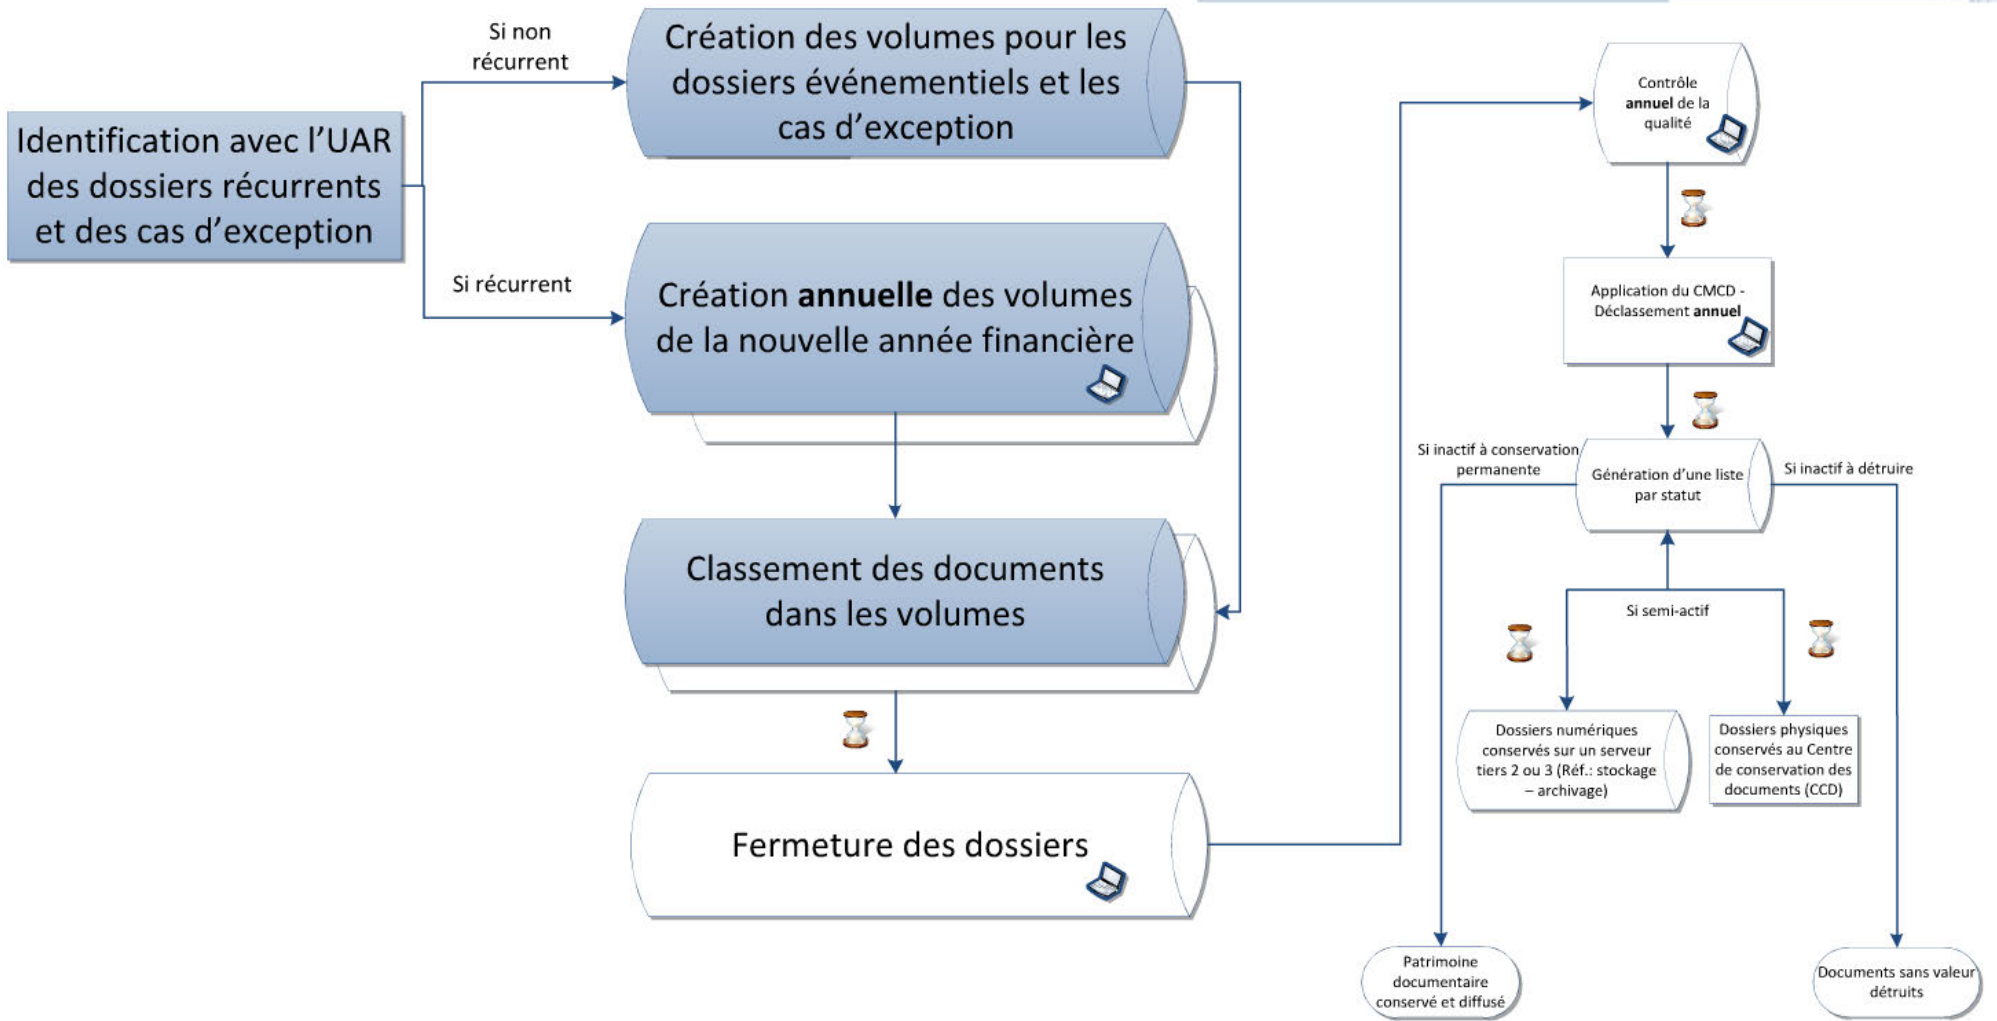 Si non
récurrent
Création des volumes pour les
dossiers événementiels et les
cas d'exception
Identification avec l'UAR
des dossiers récurrents
et des cas d'exception
Si récurrent
Création annuelle des volumes
de la nouvelle année financière
Classement des documents
dans les volumes
Fermeture des dossiers
Contrôle
annuel de la
qualité
Application du CMCD -
Déclassement annuel
Si inactif à conservation
permanente
Génération d'une liste
par statut
Si inactif à détruire
Si semi-actif
Dossiers numériques
conservés sur un serveur
tiers 2 ou 3 (Réf.: stockage
– archivage)
Dossiers physiques
conservés au Centre
de conservation des
documents (CCD)
Patrimoine
documentaire
conservé et diffusé
Documents sans valeur
détruits